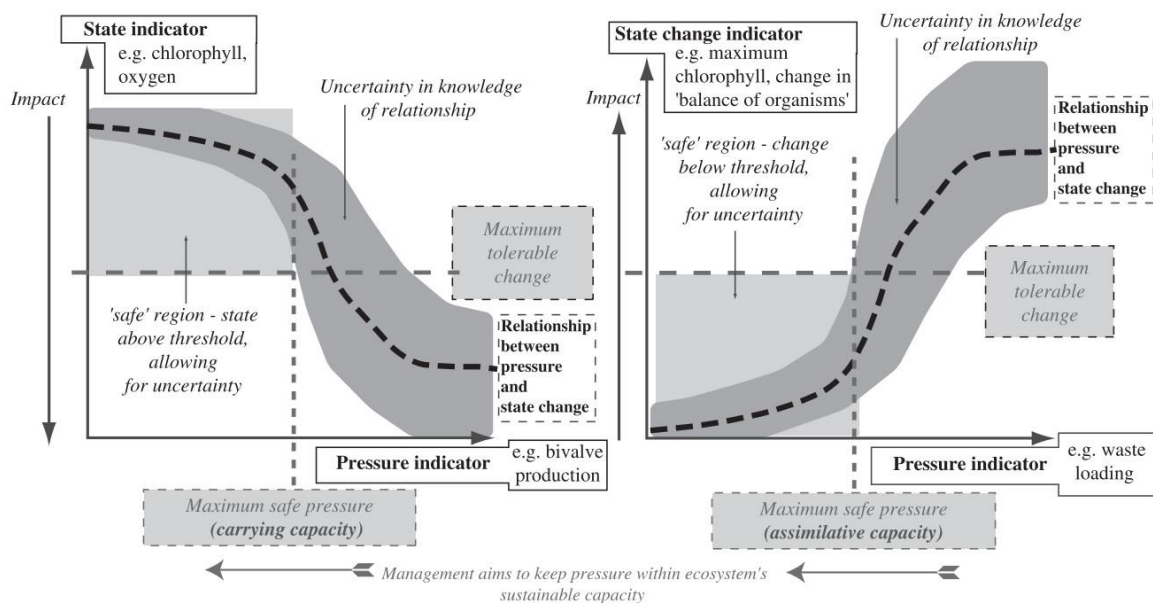 State indicator
e.g. chlorophyll,
oxygen
Impact
Uncertainty in knowledge
of relationship
Maximum
tolerable
change
'safe' region - state
above threshold,
allowing
for uncertainty
Relationship
between
pressure
and
state change
Pressure indicator
e.g. bivalve
production
Maximum safe pressure
(carrying capacity)
State change indicator
e.g. maximum
chlorophyll, change in
'balance of organisms'
Impact
Uncertainty in knowledge
of relationship
'safe' region - change
below threshold,
allowing
for uncertainty
Relationship
between
pressure
and
state change
Maximum
tolerable
change
Pressure indicator
e.g. waste
loading
Maximum safe pressure
(assimilative capacity)
Management aims to keep pressure within ecosystem's
sustainable capacity